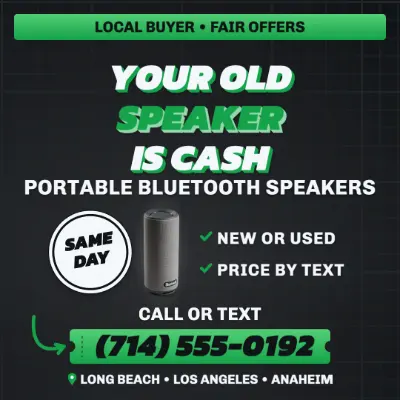 LOCAL BUYER • FAIR OFFERS
YOUR OLD
SPEAKER
IS CASH
PORTABLE BLUETOOTH SPEAKERS
SAME
DAY
NEW OR USED
PRICE BY TEXT
CALL OR TEXT
(714) 555-0192
LONG BEACH • LOS ANGELES • ANAHEIM